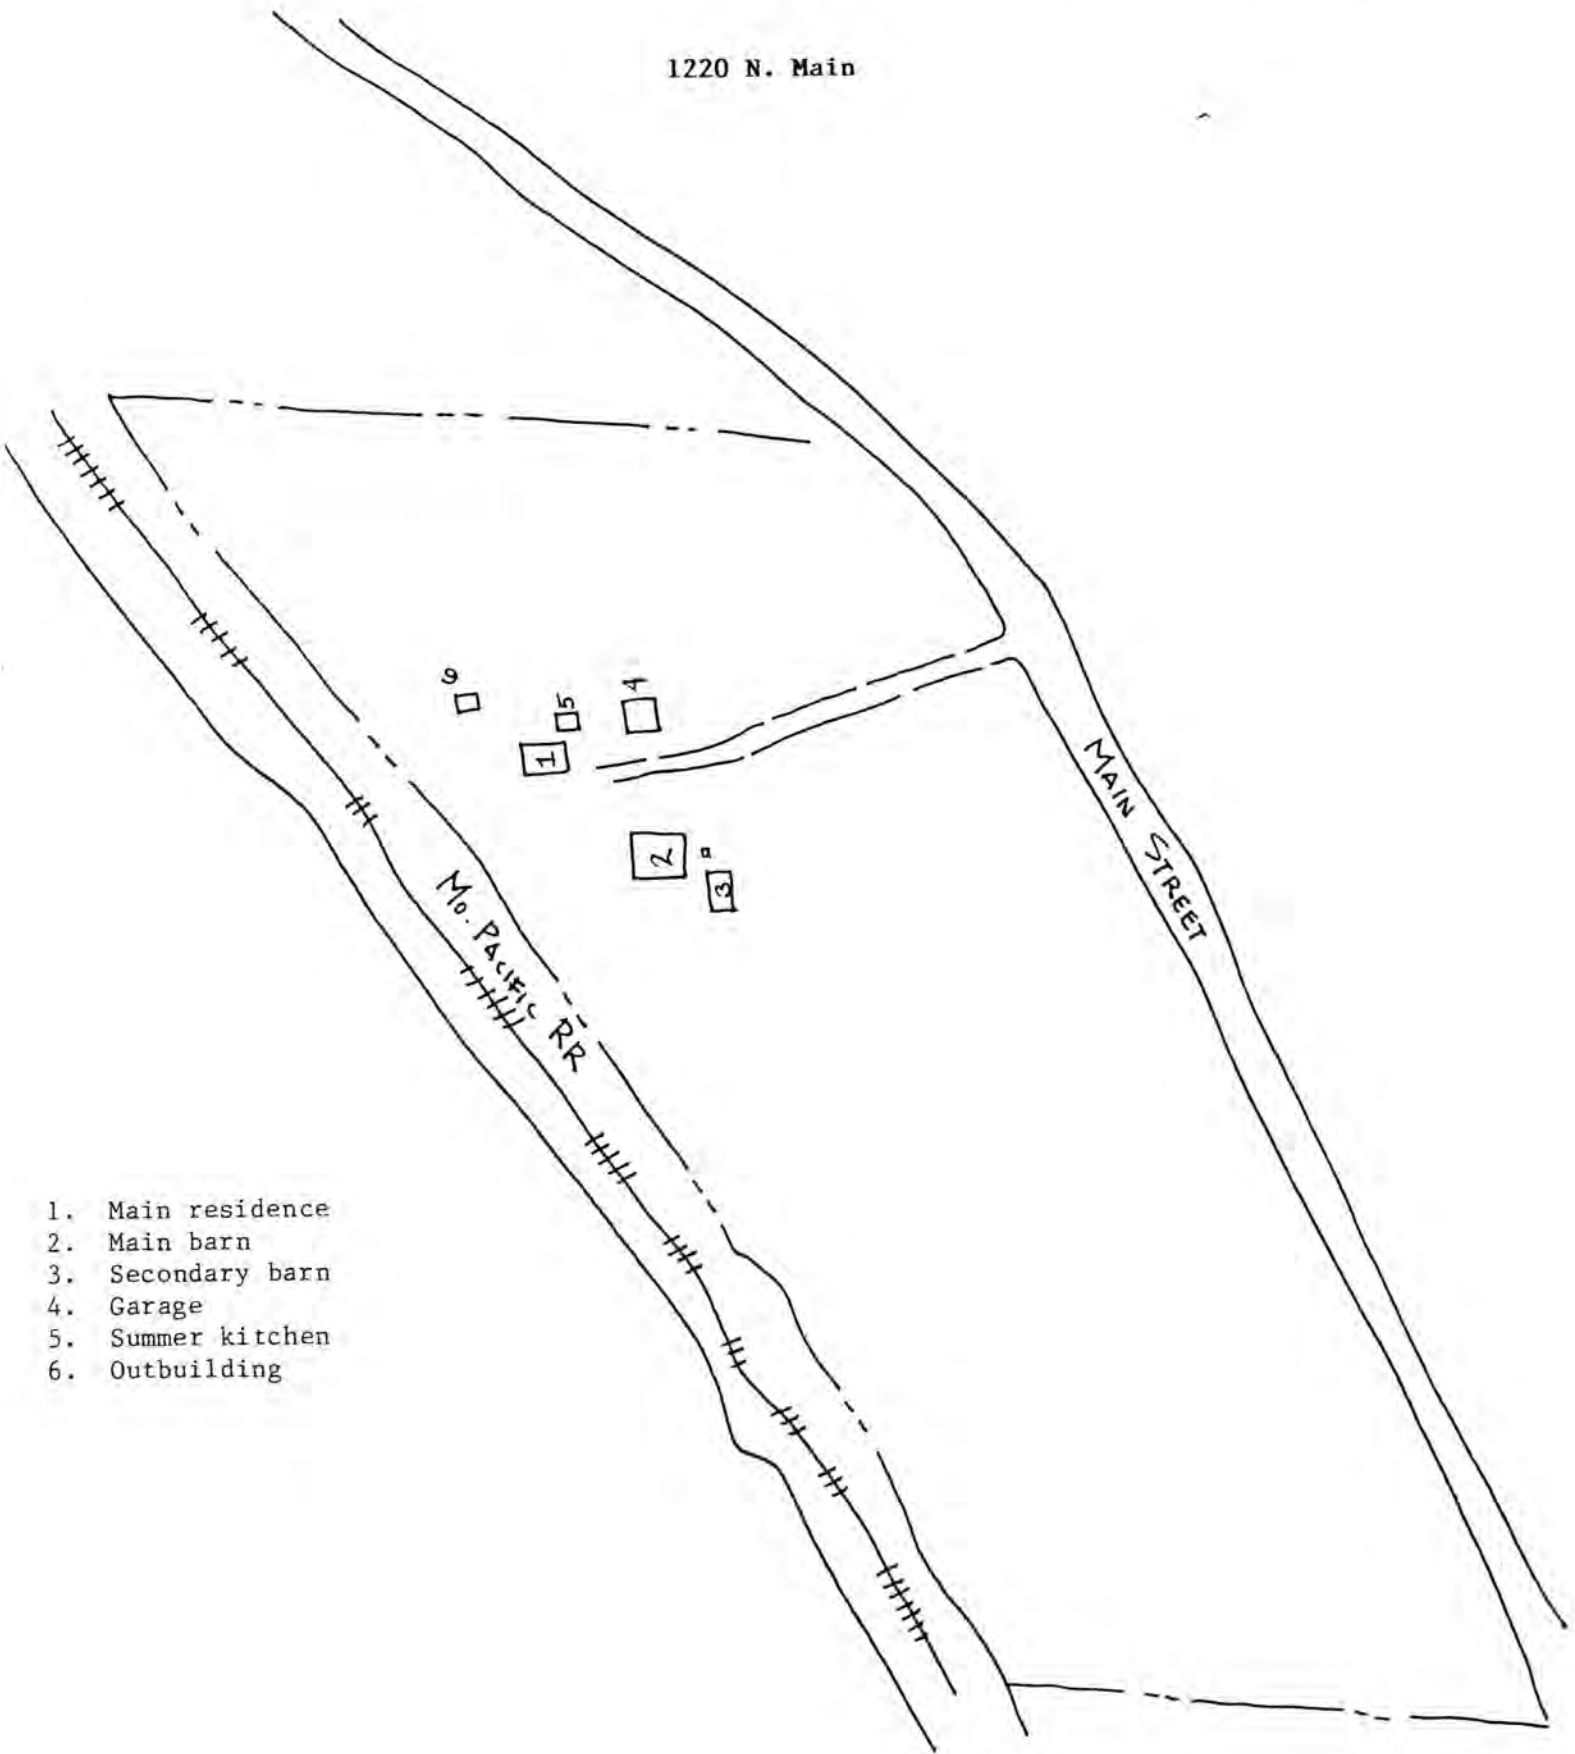 1220 N. Main
6
5
4
1
2
3
MAIN STREET
Mo. PACIFIC RR
1. Main residence
2. Main barn
3. Secondary barn
4. Garage
5. Summer kitchen
6. Outbuilding